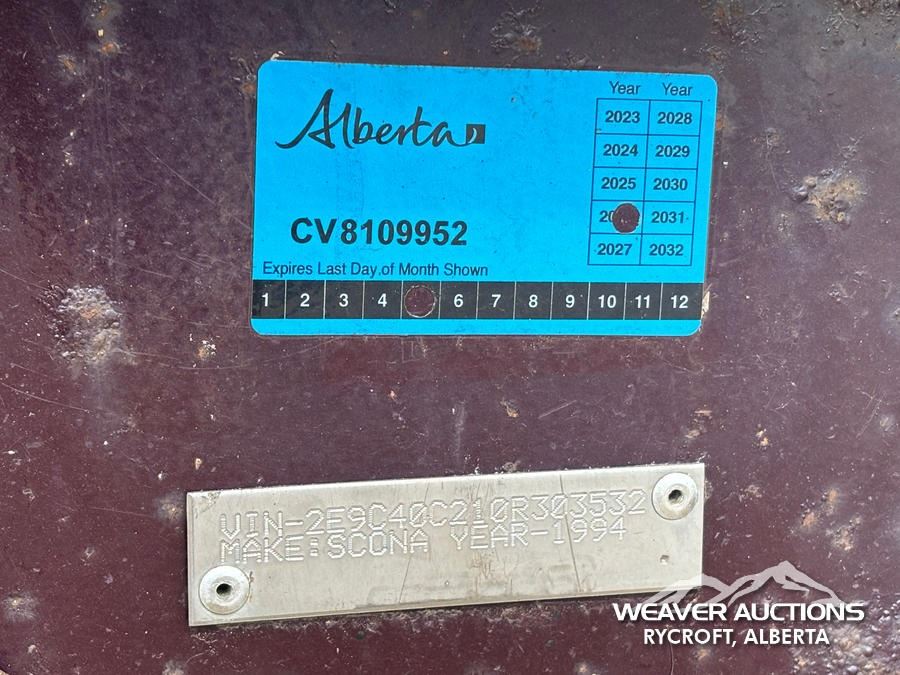 Alberta
Year Year
2023 2028
2024 2029
2025 2030
2031
2027 2032
CV8109952
Expires Last Day of Month Shown
1 2 3 4 6 7 8 9 10 11 12
VIN-2E9C40C210R303532
MAKE:SCONA YEAR-1994
WEAVER AUCTIONS
RYCROFT, ALBERTA